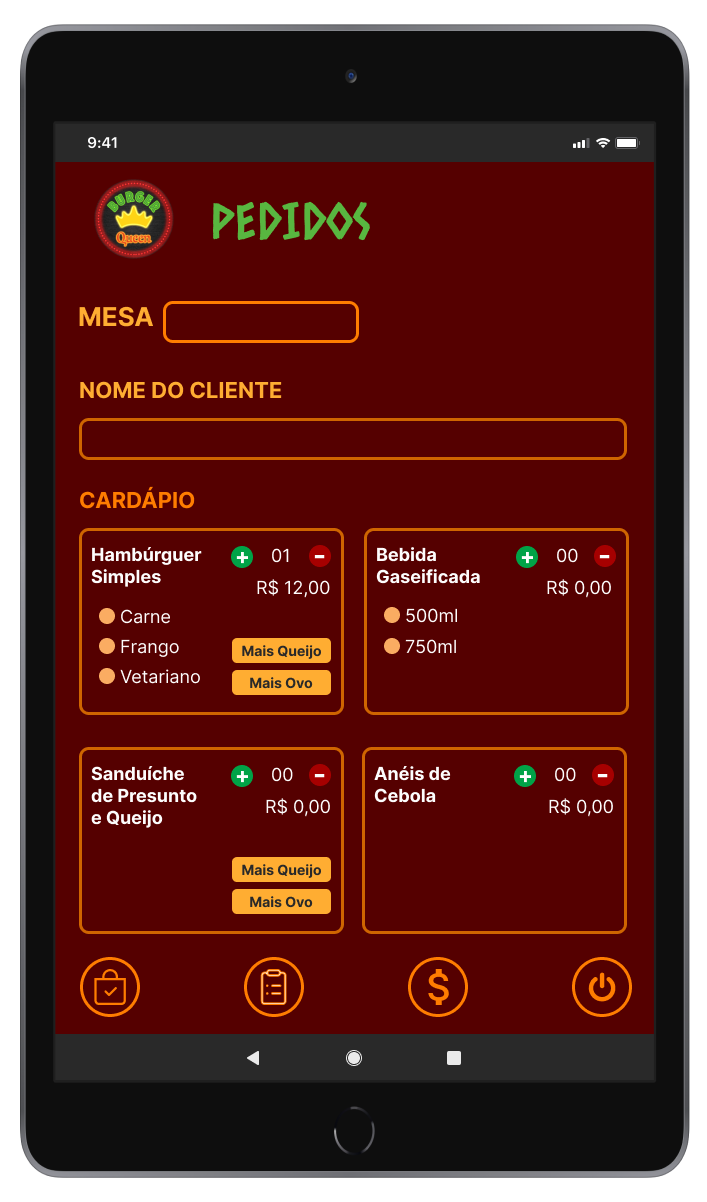 9:41
BURGER
Queen
PEDIDOS
MESA
NOME DO CLIENTE
CARDÁPIO
Hambúrguer
Simples
01
R$ 12,00
Carne
Frango
Vetariano
Mais Queijo
Mais Ovo
Bebida
Gaseificada
00
R$ 0,00
500ml
750ml
Sanduíche
de Presunto
e Queijo
00
R$ 0,00
Mais Queijo
Mais Ovo
Anéis de
Cebola
00
R$ 0,00